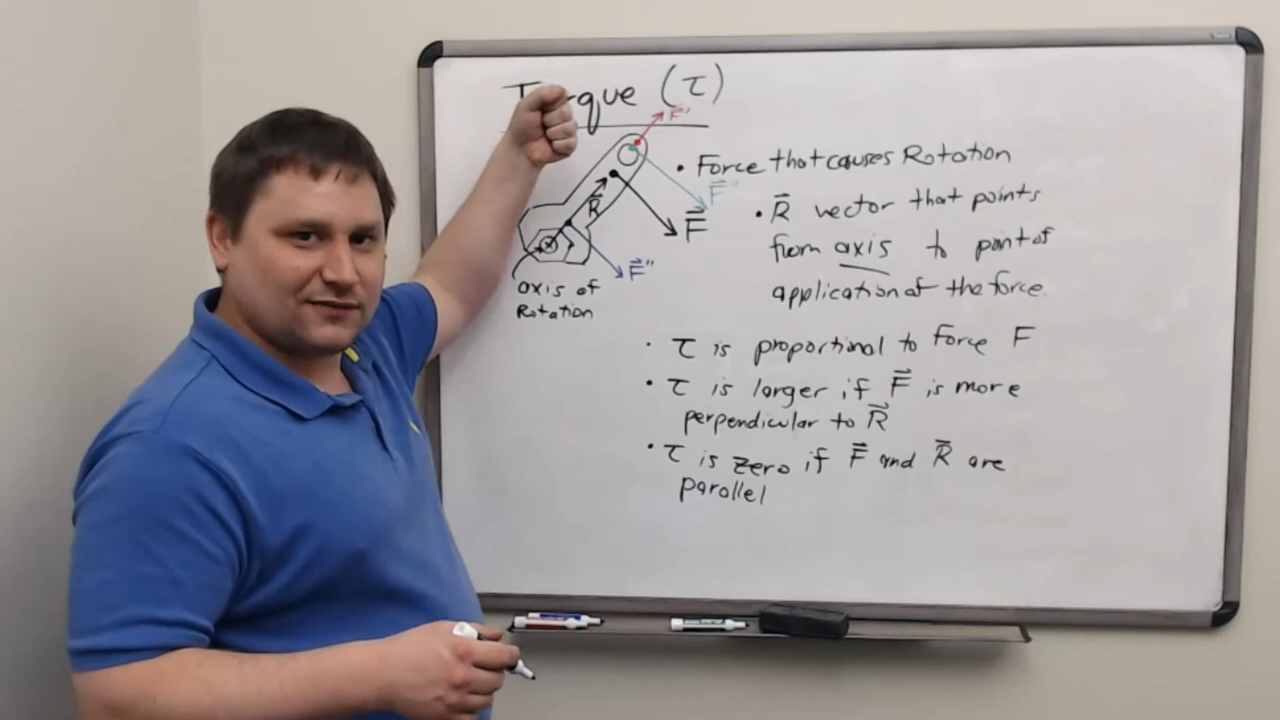 Torque (τ)
F'
• Force that causes Rotation
F
R
F
F"
axis of
Rotation
• R vector that points
from axis to point of
application of the force.
• τ is proportional to force F
• τ is larger if F is more
perpendicular to R
• τ is zero if F and R are
parallel